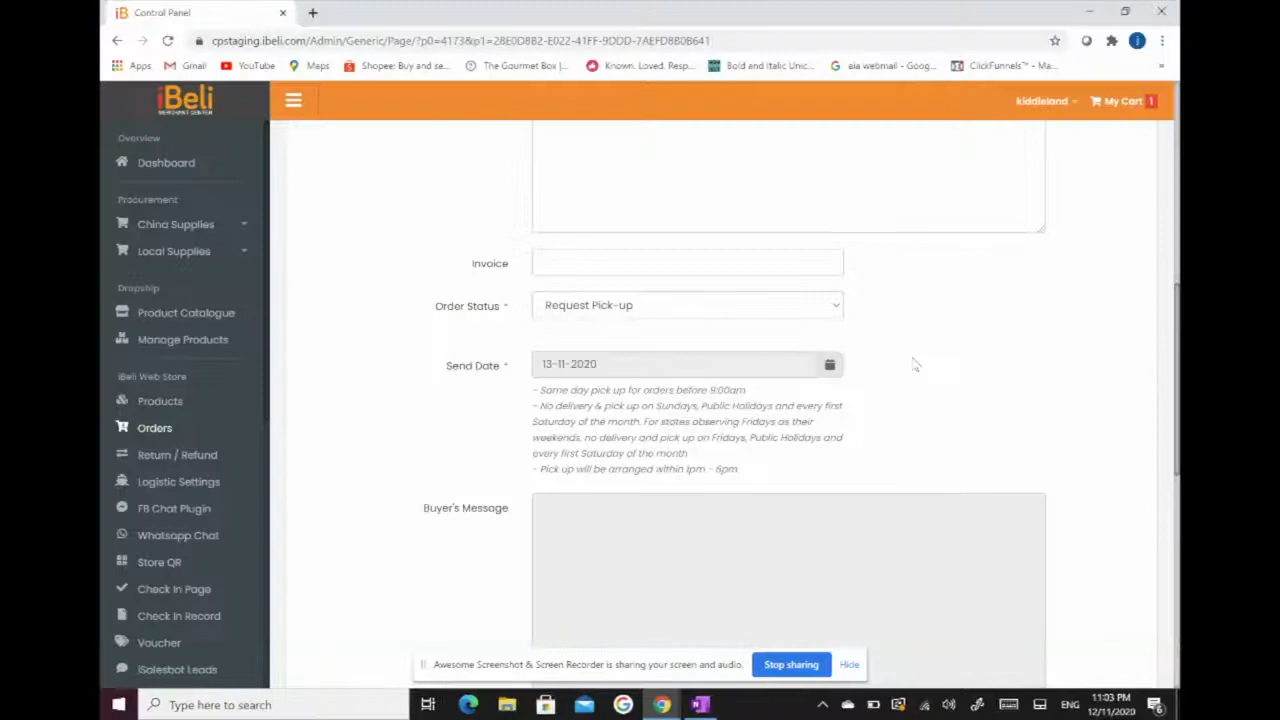 iB Control Panel
cpstaging.ibeli.com/Admin/Generic/Page/?p0=4173&p1=28E0D882-E022-41FF-9DDD-7AEFD8B0B641
Apps Gmail YouTube Maps Shopee: Buy and se... The Gourmet Box |... Known. Loved. Resp... Bold and Italic Unic... aia webmail - Goog... ClickFunnels™ - Ma... »
iBeli
MERCHANT CENTER
kiddieland My Cart 1
Overview
Dashboard
Procurement
China Supplies
Local Supplies
Dropship
Product Catalogue
Manage Products
iBeli Web Store
Products
Orders
Return / Refund
Logistic Settings
FB Chat Plugin
Whatsapp Chat
Store QR
Check In Page
Check In Record
Voucher
iSalesbot Leads
Invoice
Order Status * Request Pick-up
Send Date * 13-11-2020
- Same day pick up for orders before 9:00am
- No delivery & pick up on Sundays, Public Holidays and every first
Saturday of the month. For states observing Fridays as their
weekends, no delivery and pick up on Fridays, Public Holidays and
every first Saturday of the month
- Pick up will be arranged within 1pm - 6pm
Buyer's Message
Awesome Screenshot & Screen Recorder is sharing your screen and audio. Stop sharing Hide
Type here to search
ENG
11:03 PM
12/11/2020
6